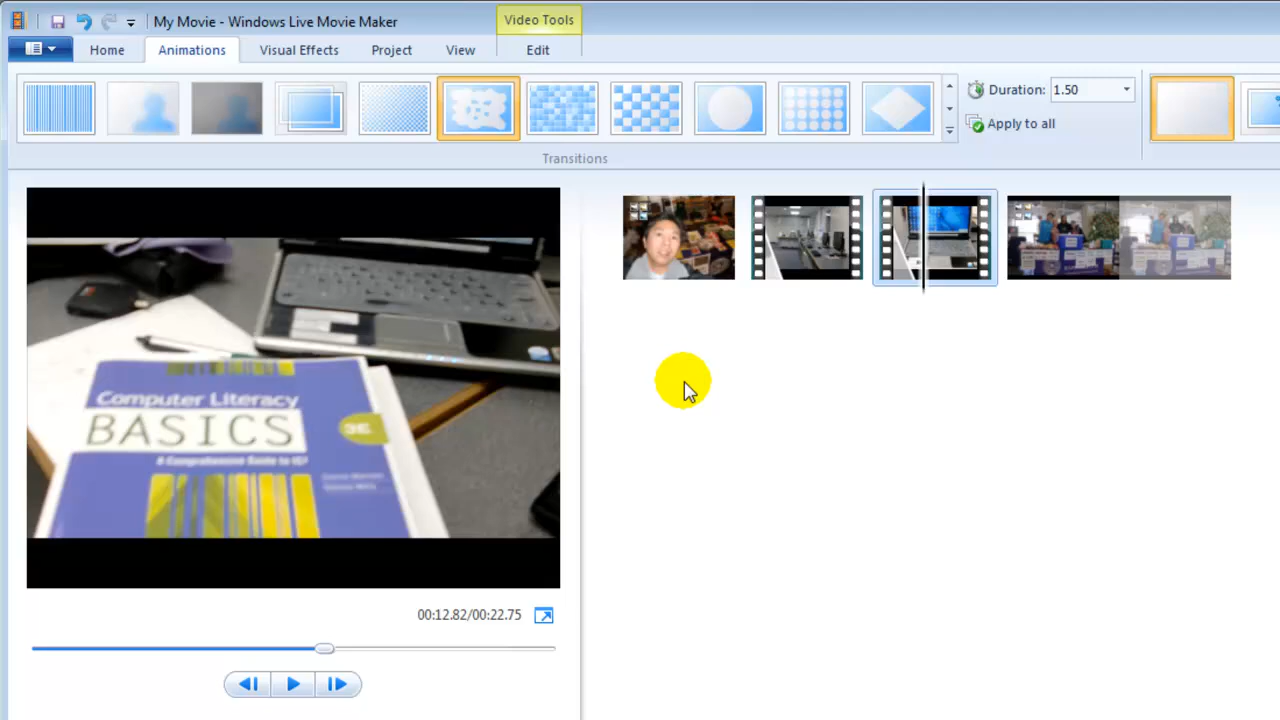 My Movie - Windows Live Movie Maker
Video Tools
Home
Animations
Visual Effects
Project
View
Edit
Duration:
1.50
Apply to all
Transitions
Computer Literacy
BASICS
3E
A Comprehensive Guide to IC³
00:12.82/00:22.75